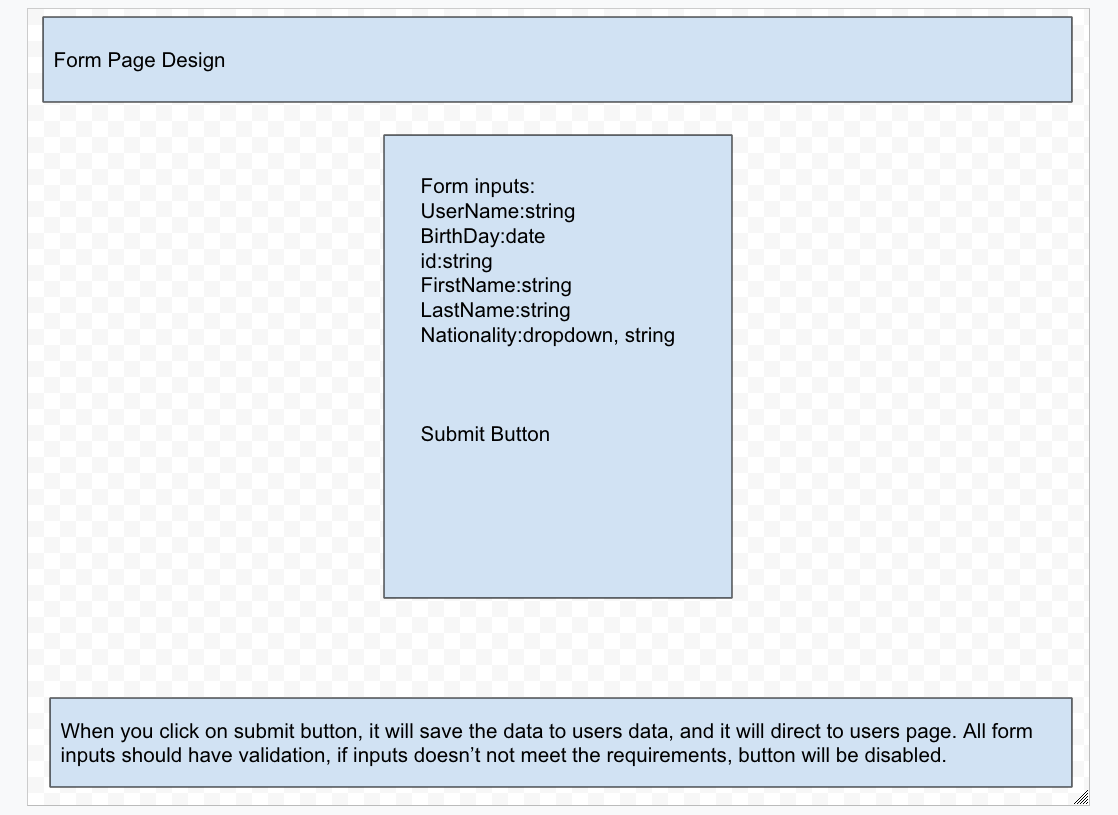 Form Page Design
Form inputs:
UserName:string
BirthDay:date
id:string
FirstName:string
LastName:string
Nationality:dropdown, string
Submit Button
When you click on submit button, it will save the data to users data, and it will direct to users page. All form
inputs should have validation, if inputs doesn’t not meet the requirements, button will be disabled.